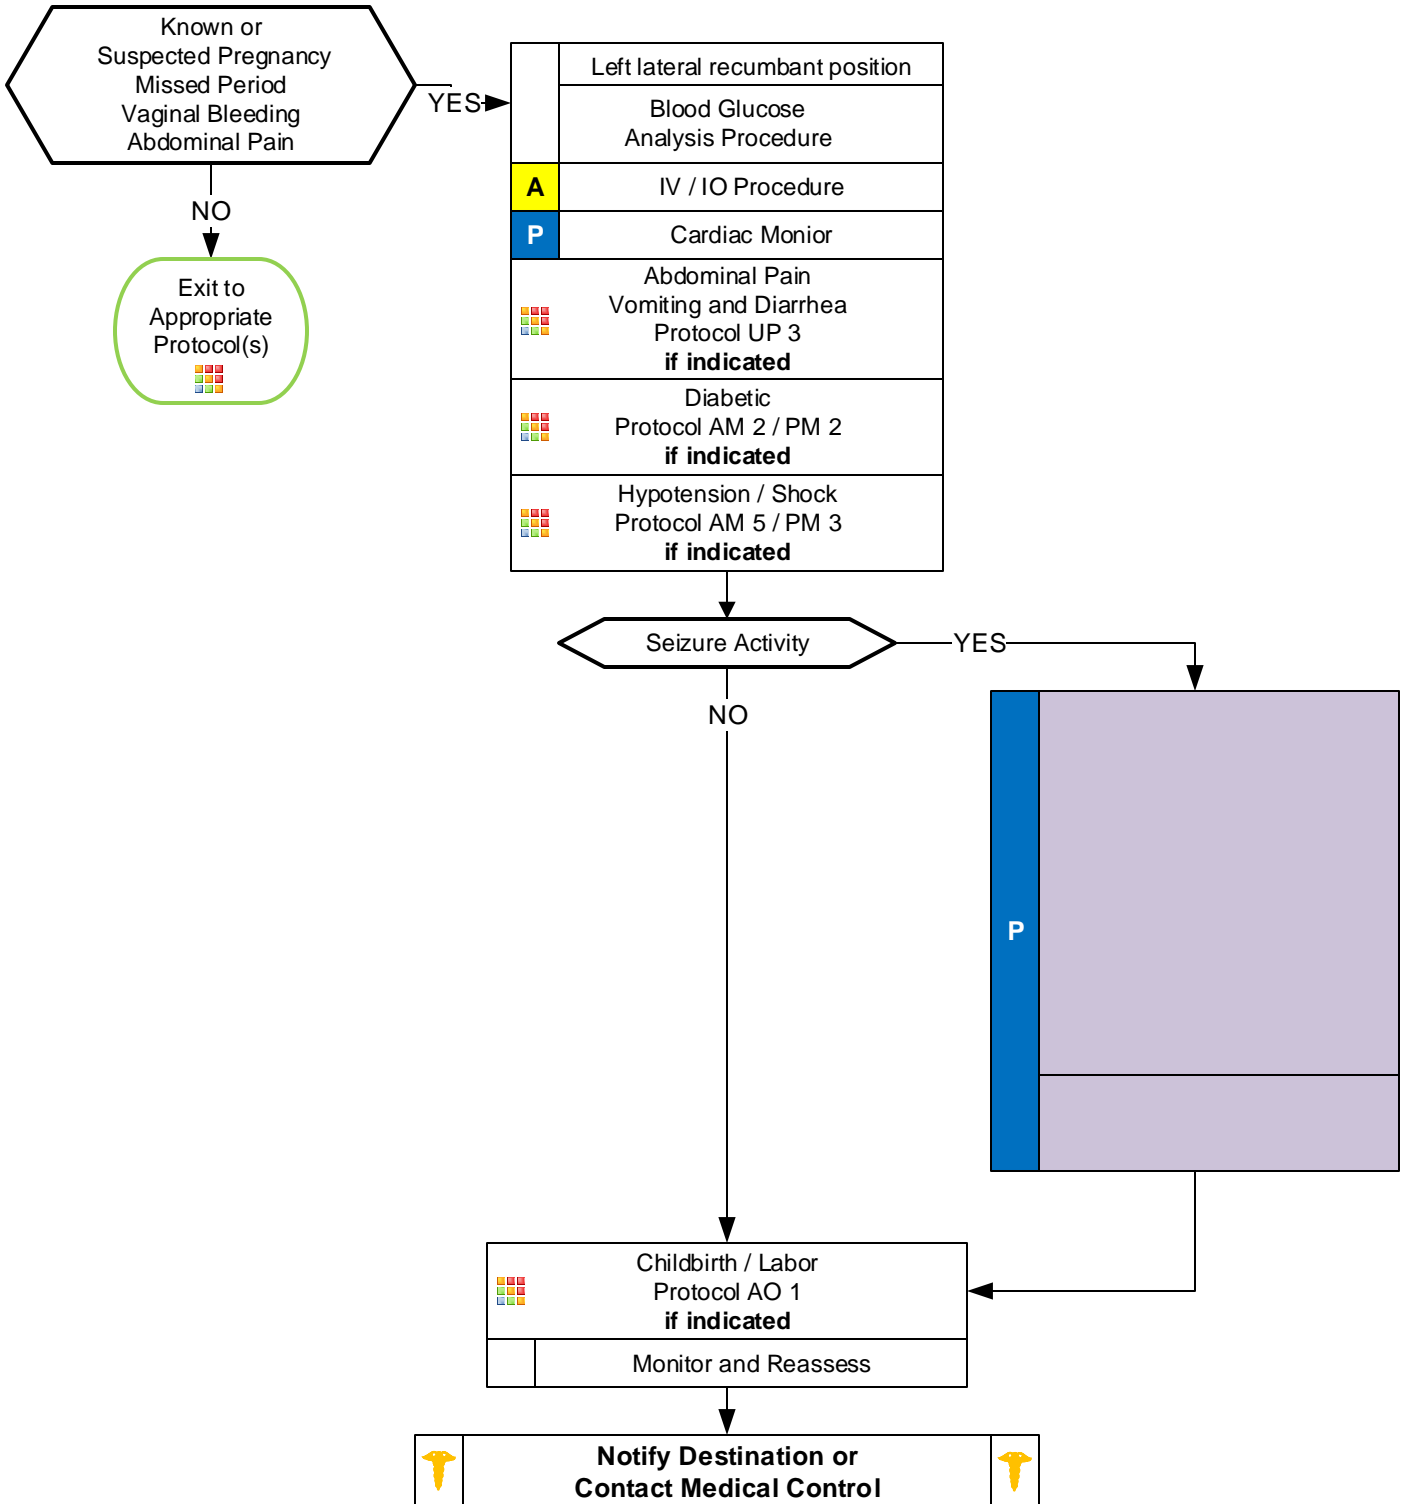 Known or
Suspected Pregnancy
Missed Period
Vaginal Bleeding
Abdominal Pain
YES
NO
Exit to
Appropriate
Protocol(s)
Left lateral recumbant position
Blood Glucose
Analysis Procedure
A
IV / IO Procedure
P
Cardiac Monior
Abdominal Pain
Vomiting and Diarrhea
Protocol UP 3
if indicated
Diabetic
Protocol AM 2 / PM 2
if indicated
Hypotension / Shock
Protocol AM 5 / PM 3
if indicated
Seizure Activity
YES
NO
P
Childbirth / Labor
Protocol AO 1
if indicated
Monitor and Reassess
Notify Destination or
Contact Medical Control